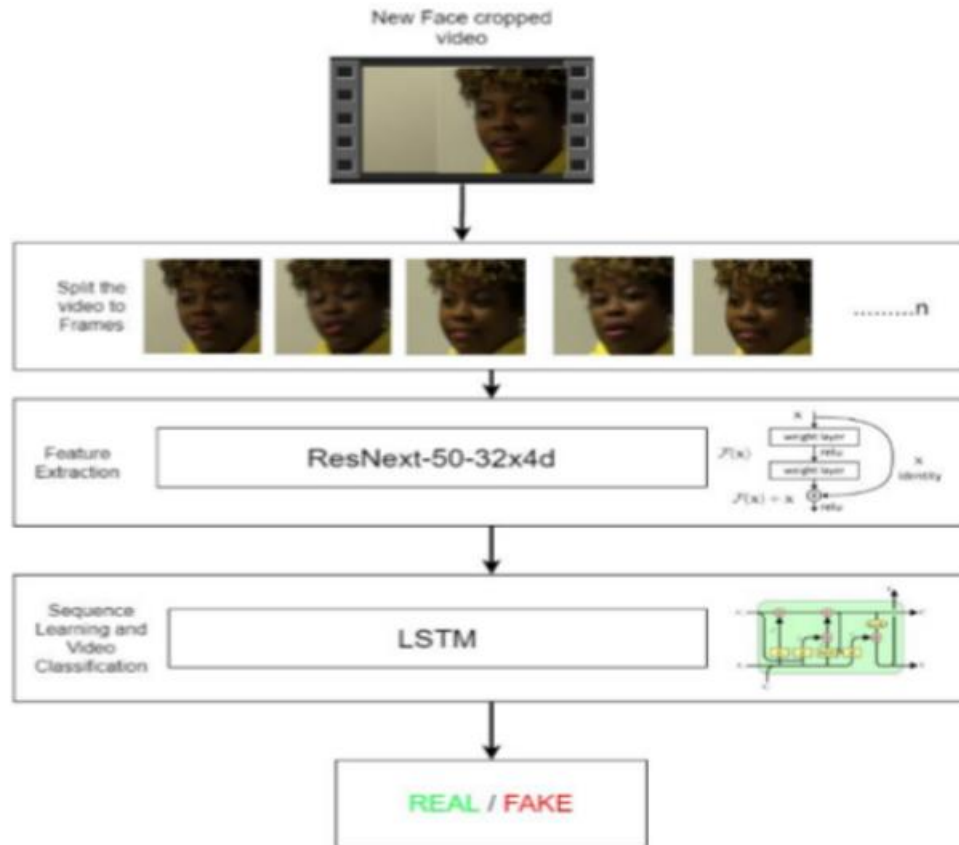 New Face cropped
video
Split the
video to
Frames
.........n
Feature
Extraction
ResNext-50-32x4d
x
weight layer
F(x)
relu
weight layer
x
identity
F(x) + x
relu
Sequence
Learning and
Video
Classification
LSTM
REAL / FAKE